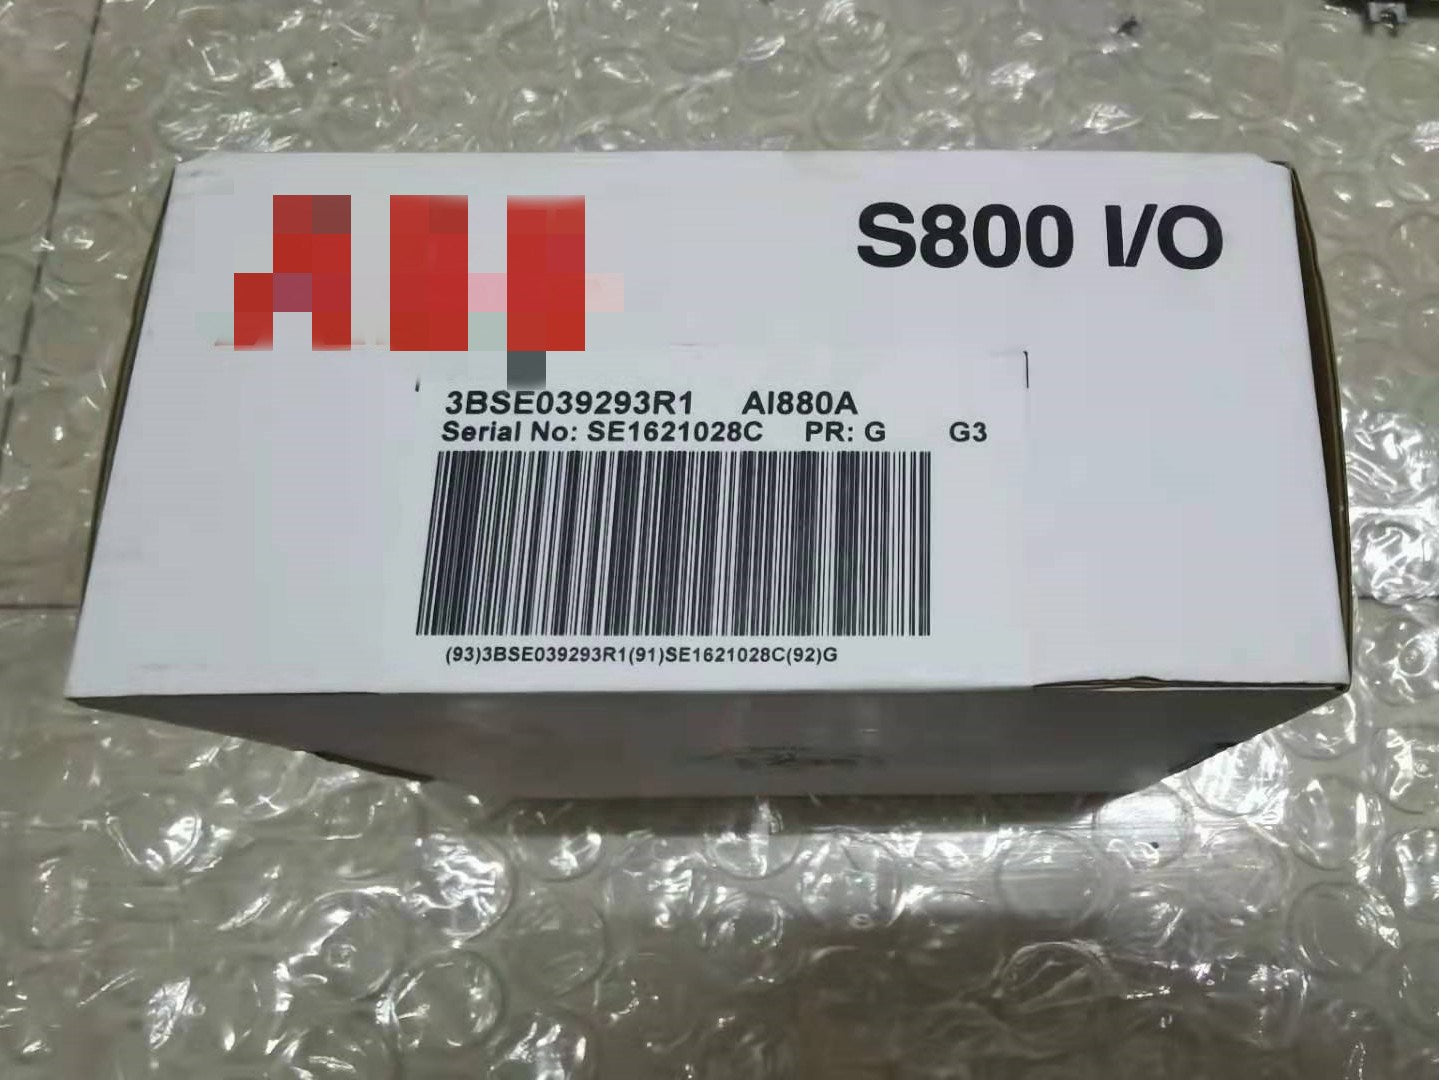 S800 I/O
3BSE039293R1 AI880A
Serial No: SE1621028C PR: G G3
(93)3BSE039293R1(91)SE1621028C(92)G